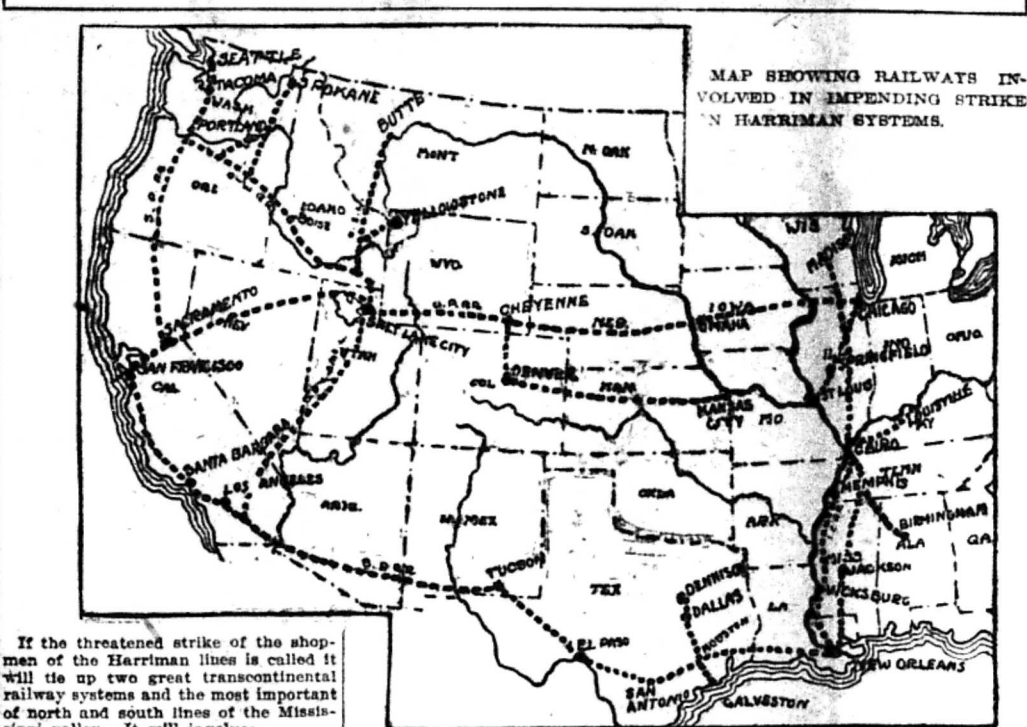 MAP SHOWING RAILWAYS IN-
VOLVED IN IMPENDING STRIKE
N HARRIMAN SYSTEMS.
SEATTLE
TACOMA
SPOKANE
WASH
PORTLAND
BUTTE
MONT
N. DAK
ORE
IDAHO
BOISE
YELLOWSTONE
S. DAK
WIS
MADISON
MICH
WYO.
SACRAMENTO
NEV
U.P.R.R.
CHEYENNE
NEB.
IOWA
OMAHA
CHICAGO
SALT LAKE CITY
UTAH
SAN FRANCISCO
CAL
DENVER
COL
KAN
KANSAS
CITY
MO.
ILL
SPRINGFIELD
IND
OHIO
ST LOUIS
LOUISVILLE
KY
CAIRO
SANTA BARBARA
LOS ANGELES
ARIZ.
N. MEX
OKLA
ARK
TENN
MEMPHIS
BIRMINGHAM
ALA
GA.
TUCSON
TEX
DENNISON
DALLAS
LA
MISS
JACKSON
VICKSBURG
EL PASO
HOUSTON
SAN
ANTONIO
GALVESTON
NEW ORLEANS
If the threatened strike of the shop-
men of the Harriman lines is called it
will tie up two great transcontinental
railway systems and the most important
of north and south lines of the Missis-